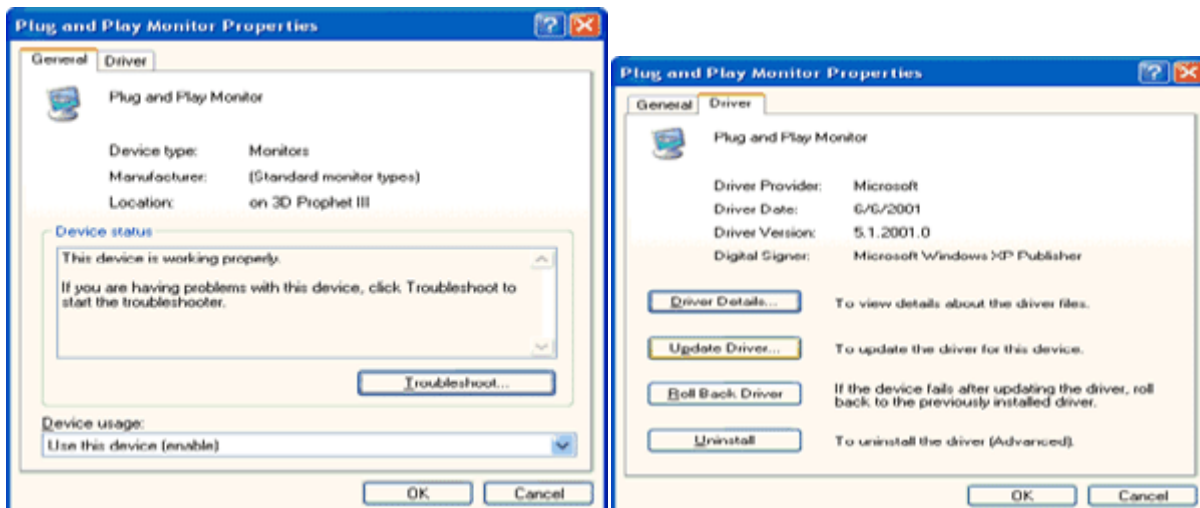 Plug and Play Monitor Properties
General Driver
Plug and Play Monitor
Device type: Monitors
Manufacturer: (Standard monitor types)
Location: on 3D Prophet III
Device status
This device is working properly.
If you are having problems with this device, click Troubleshoot to
start the troubleshooter.
Troubleshoot...
Device usage:
Use this device (enable)
OK Cancel
Plug and Play Monitor Properties
General Driver
Plug and Play Monitor
Driver Provider: Microsoft
Driver Date: 6/6/2001
Driver Version: 5.1.2001.0
Digital Signer: Microsoft Windows XP Publisher
Driver Details... To view details about the driver files.
Update Driver... To update the driver for this device.
Roll Back Driver If the device fails after updating the driver, roll
back to the previously installed driver.
Uninstall To uninstall the driver (Advanced).
OK Cancel